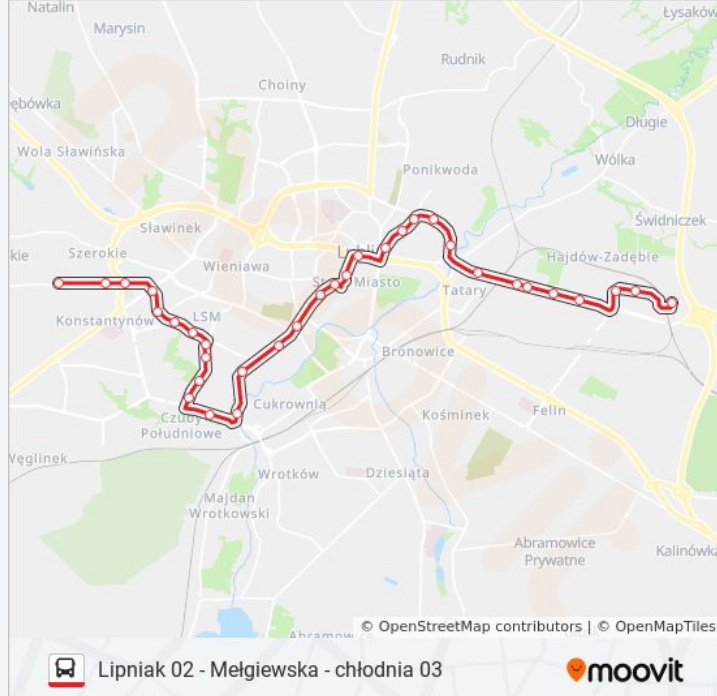 Natalin
Marysin
Łysaków
Rudnik
Choiny
ębówka
Długie
Wola Sławińska
Wólka
Ponikwoda
Świdniczek
Sławinek
kie
Szerokie
Hajdów-Zadębie
Wieniawa
Stare Miasto
Tatary
LSM
Konstantynów
Bronowice
Cukrownia
Felin
Kośminek
Czuby
Południowe
Węglinek
Wrotków
Dziesiąta
Majdan
Wrotkowski
Abramowice
Prywatne
Kalinówka
© OpenStreetMap contributors | © OpenMapTiles
Lipniak 02 - Mełgiewska - chłodnia 03
moovit